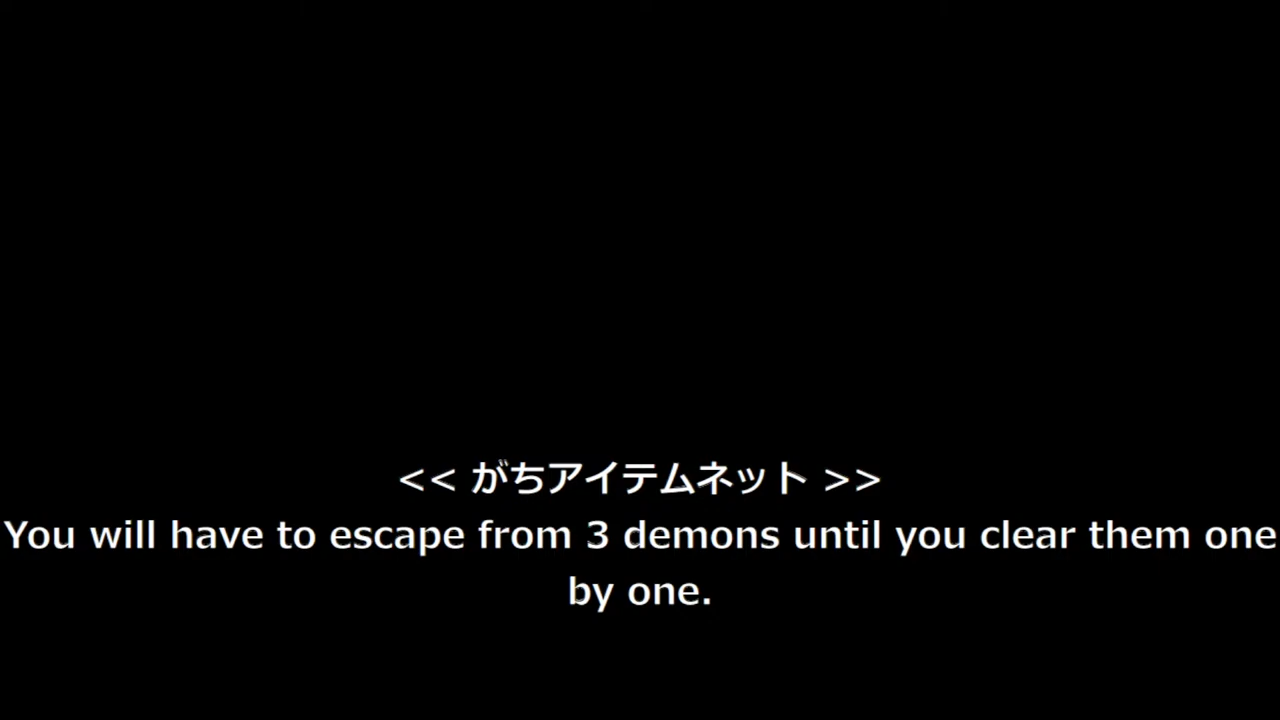 << がちアイテムネット >>
You will have to escape from 3 demons until you clear them one
by one.